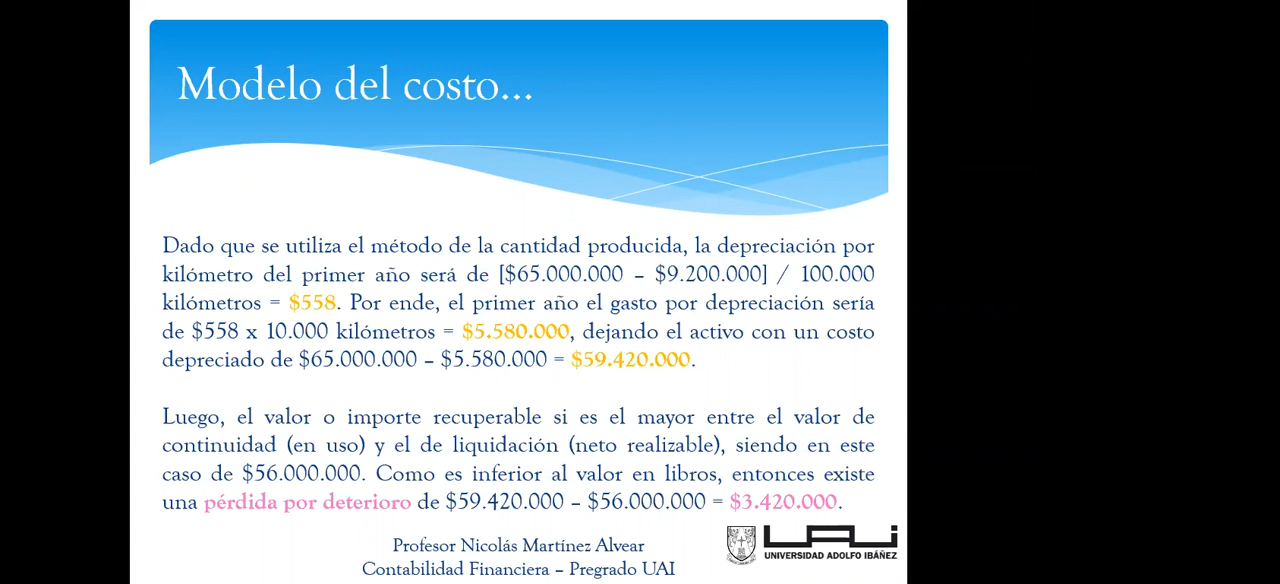 Modelo del costo...
Dado que se utiliza el método de la cantidad producida, la depreciación por
kilómetro del primer año será de [$65.000.000 – $9.200.000] / 100.000
kilómetros = $558. Por ende, el primer año el gasto por depreciación sería
de $558 x 10.000 kilómetros = $5.580.000, dejando el activo con un costo
depreciado de $65.000.000 – $5.580.000 = $59.420.000.
Luego, el valor o importe recuperable si es el mayor entre el valor de
continuidad (en uso) y el de liquidación (neto realizable), siendo en este
caso de $56.000.000. Como es inferior al valor en libros, entonces existe
una pérdida por deterioro de $59.420.000 – $56.000.000 = $3.420.000.
Profesor Nicolás Martínez Alvear
Contabilidad Financiera – Pregrado UAI
UAI
UNIVERSIDAD ADOLFO IBÁÑEZ